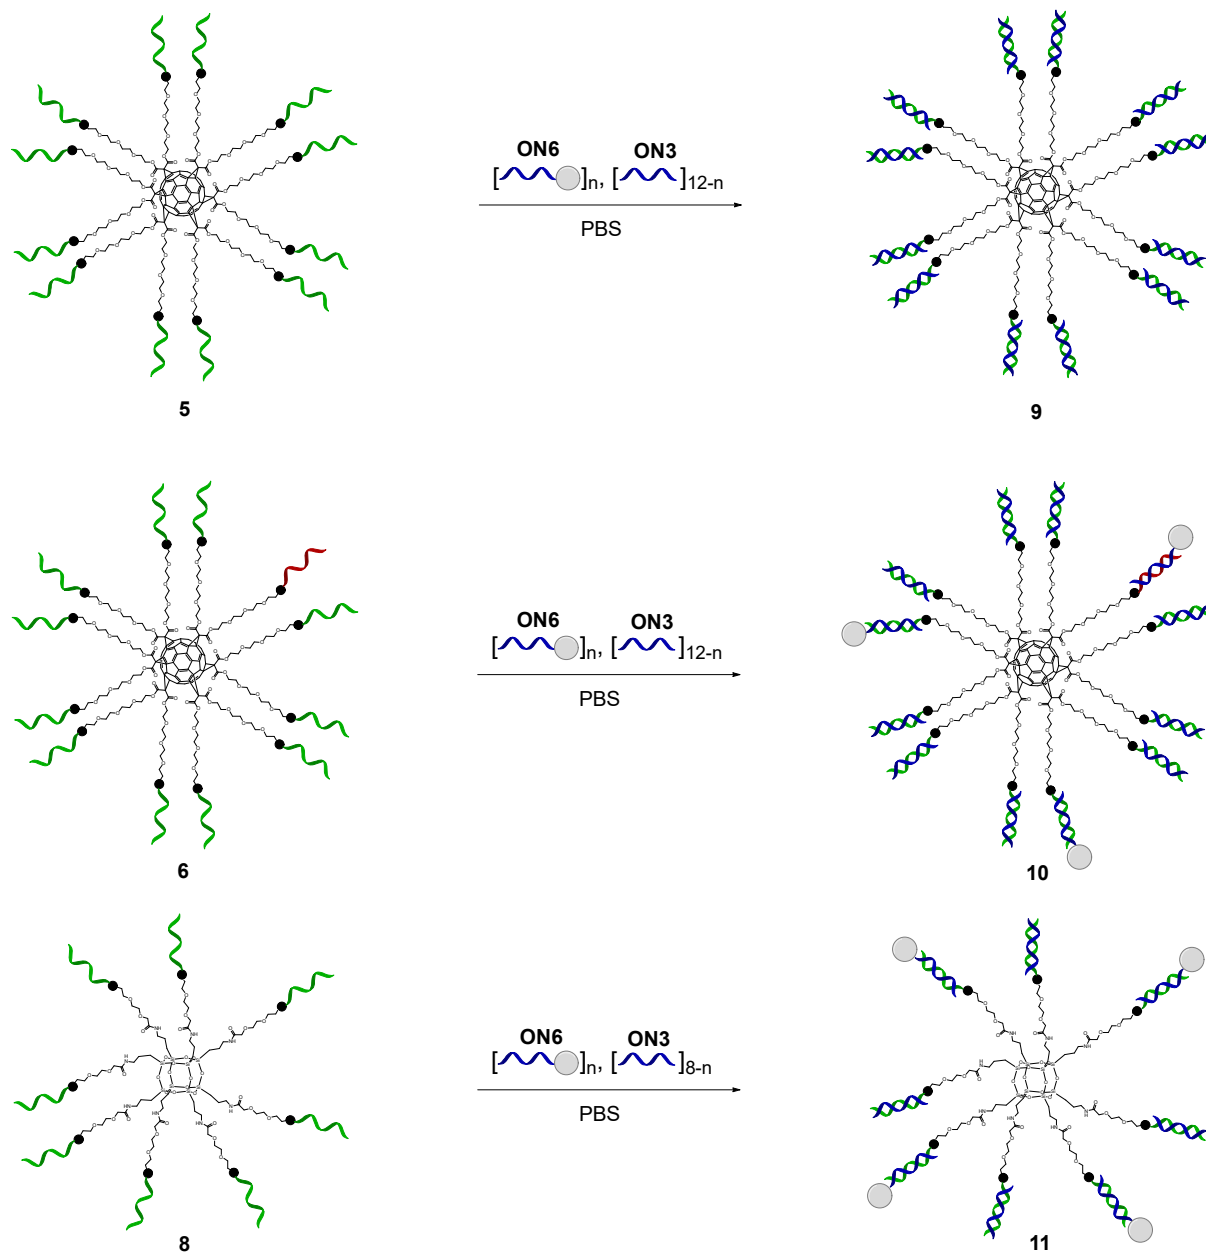 ON6 ON3
[ ]n, [ ]12-n
PBS
5
9
ON6 ON3
[ ]n, [ ]12-n
PBS
6
10
ON6 ON3
[ ]n, [ ]8-n
PBS
8
11